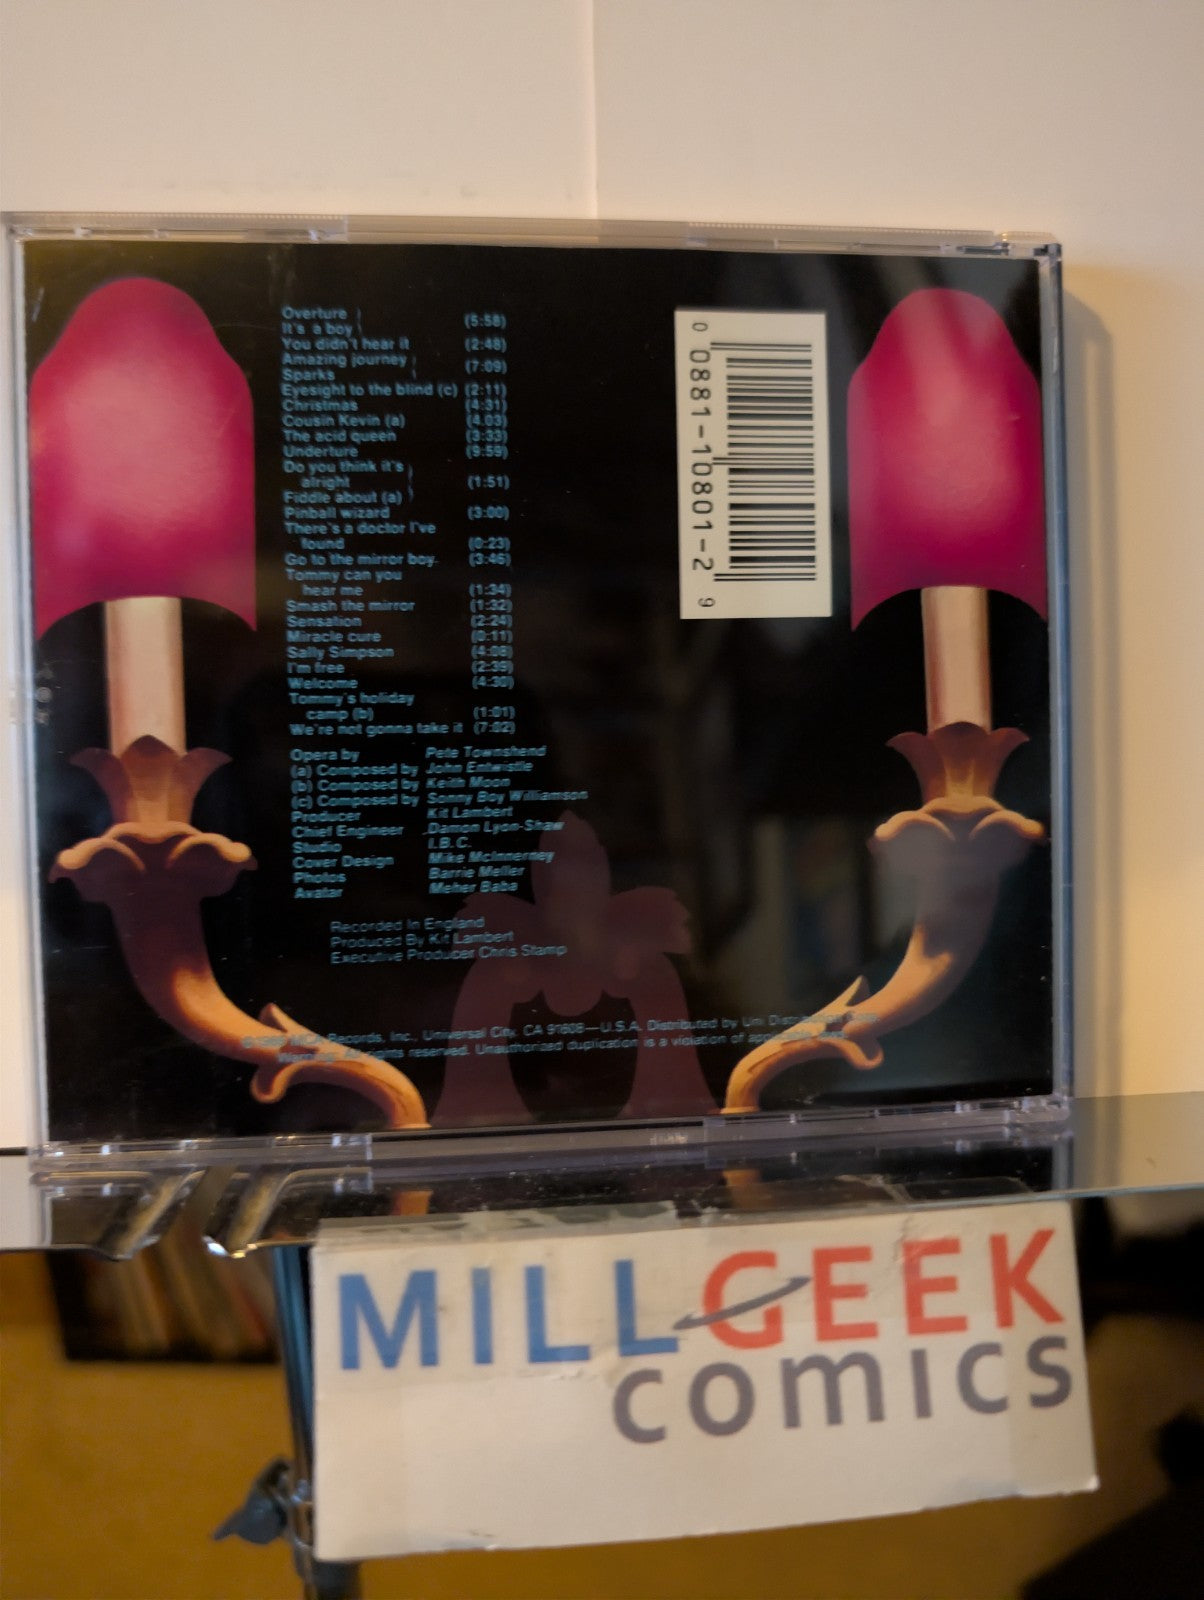 Overture
It's a boy (5:58)
You didn't hear it (2:48)
Amazing journey
Sparks (7:09)
Eyesight to the blind (c) (2:11)
Christmas (4:31)
Cousin Kevin (a) (4:03)
The acid queen (3:33)
Underture (9:59)
Do you think it's
alright (1:51)
Fiddle about (a)
Pinball wizard (3:00)
There's a doctor I've
found (0:23)
Go to the mirror boy (3:46)
Tommy can you
hear me (1:34)
Smash the mirror (1:32)
Sensation (2:24)
Miracle cure (0:11)
Sally Simpson (4:08)
I'm free (2:39)
Welcome (4:30)
Tommy's holiday
camp (b) (1:01)
We're not gonna take it (7:02)
Opera by Pete Townshend
(a) Composed by John Entwistle
(b) Composed by Keith Moon
(c) Composed by Sonny Boy Williamson
Producer Kit Lambert
Chief Engineer Damon Lyon-Shaw
Studio I.B.C.
Cover Design Mike McInnerney
Photos Barrie Meller
Avatar Meher Baba
Recorded In England
Produced By Kit Lambert
Executive Producer Chris Stamp
MCA Records, Inc., Universal City, CA 91608—U.S.A. Distributed by Uni Distribution Corp.
Warning: All rights reserved. Unauthorized duplication is a violation of applicable laws.
0 0881-10801-2 9
MILLGEEK
comics